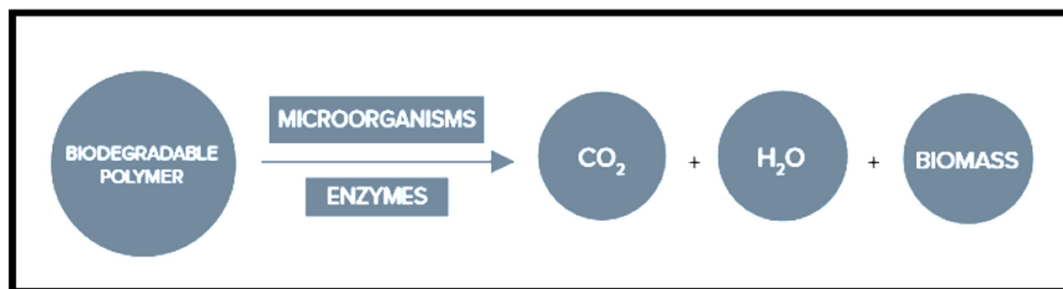 BIODEGRADABLE
POLYMER
MICROORGANISMS
ENZYMES
CO₂
+
H₂O
+
BIOMASS